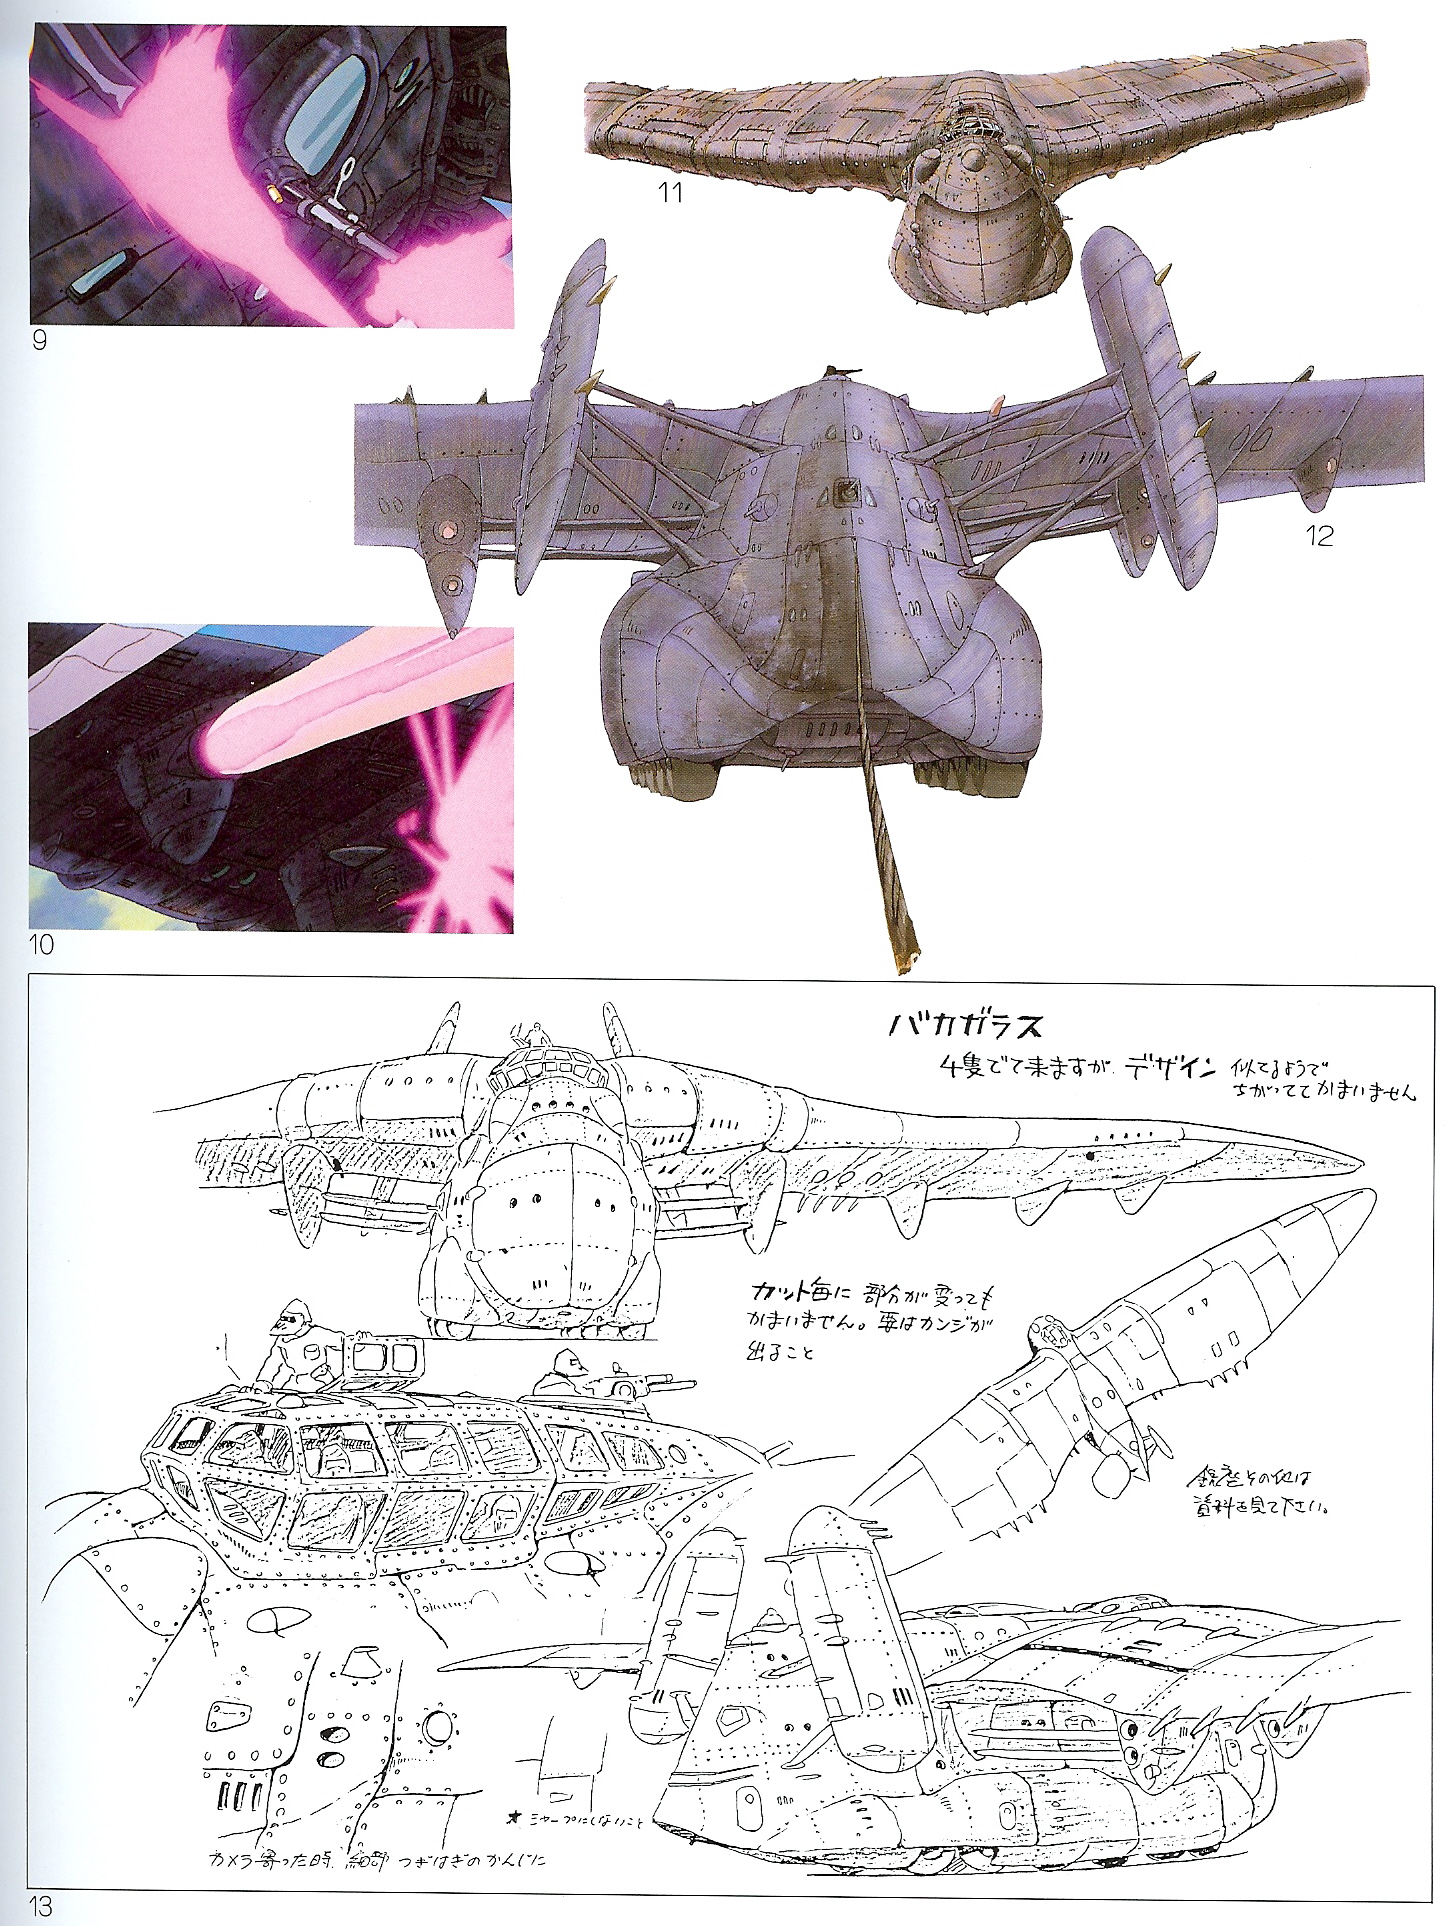 9
11
12
10
バカガラス
4隻でて来ますが、デザイン 似てるようで
ちがっててかまいません
カット毎に 部分が変っても
かまいません。要はカンジが
出ること
銃座その他は
資料を見て下さい。
★ シャープにしないこと
カメラ寄った時、細部 つぎはぎのかんじに
13